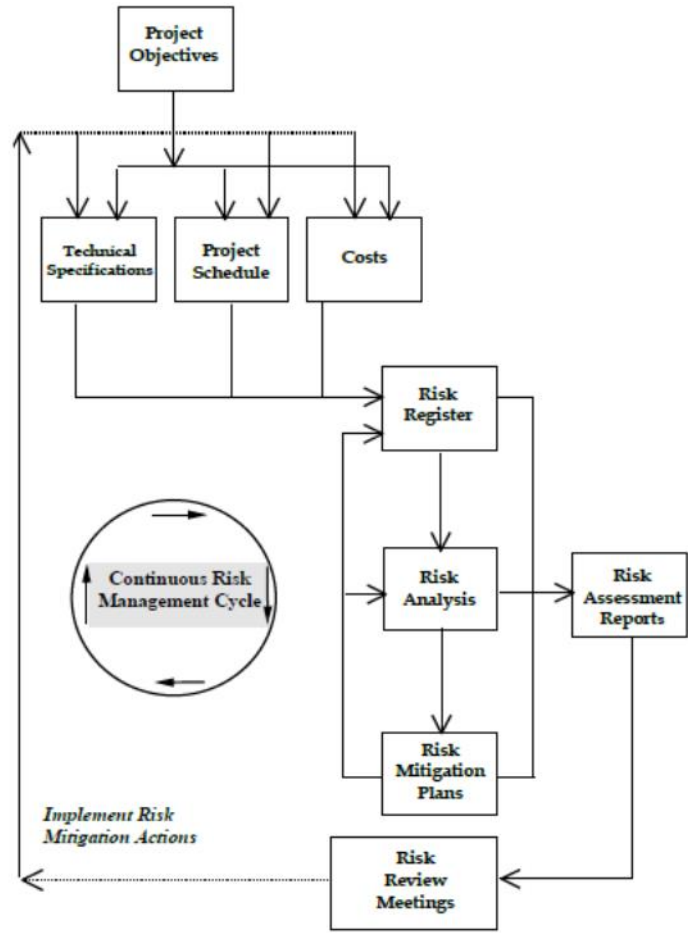 Project
Objectives
Technical
Specifications
Project
Schedule
Costs
Risk
Register
Continuous Risk
Management Cycle
Risk
Analysis
Risk
Assessment
Reports
Risk
Mitigation
Plans
Implement Risk
Mitigation Actions
Risk
Review
Meetings